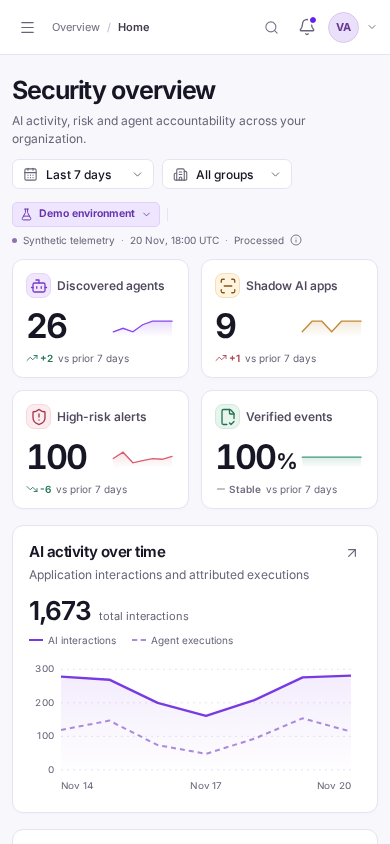 Overview / Home
VA
Security overview
AI activity, risk and agent accountability across your
organization.
Last 7 days
All groups
Demo environment
Synthetic telemetry · 20 Nov, 18:00 UTC · Processed
Discovered agents
26
+2 vs prior 7 days
Shadow AI apps
9
+1 vs prior 7 days
High-risk alerts
100
-6 vs prior 7 days
Verified events
100%
Stable vs prior 7 days
AI activity over time
Application interactions and attributed executions
1,673 total interactions
AI interactions
Agent executions
300
200
100
0
Nov 14
Nov 17
Nov 20